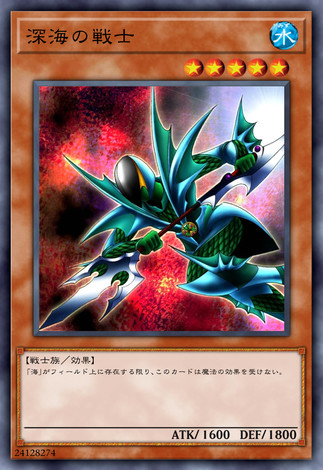 深海の戦士
水
【戦士族／効果】
「海」がフィールド上に存在する限り、このカードは魔法の効果を受けない。
ATK/1600 DEF/1800
24128274